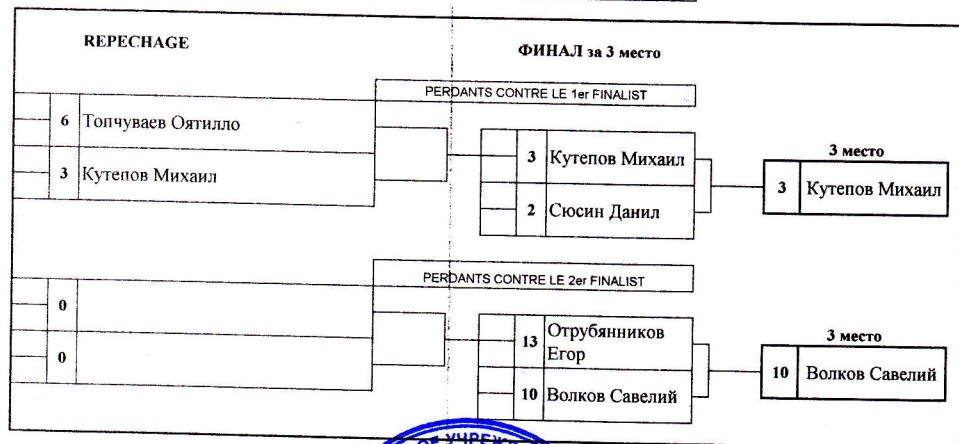 REPECHAGE
ФИНАЛ за 3 место
PERDANTS CONTRE LE 1er FINALIST
6 Топчуваев Оятилло
3 Кутепов Михаил
3 Кутепов Михаил
2 Сюсин Данил
3 место
3 Кутепов Михаил
PERDANTS CONTRE LE 2er FINALIST
0
0
13 Отрубянников
Егор
10 Волков Савелий
3 место
10 Волков Савелий